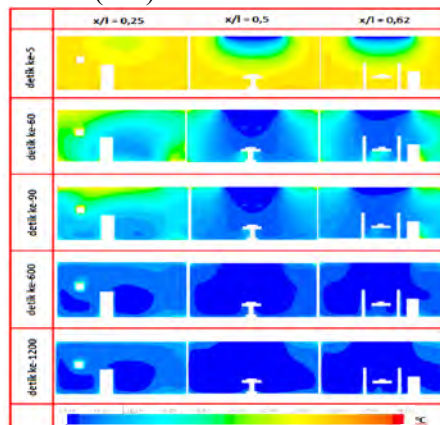 x/l = 0,25
x/l = 0,5
x/l = 0,62
detik ke-5
detik ke-60
detik ke-90
detik ke-600
detik ke-1200
°C